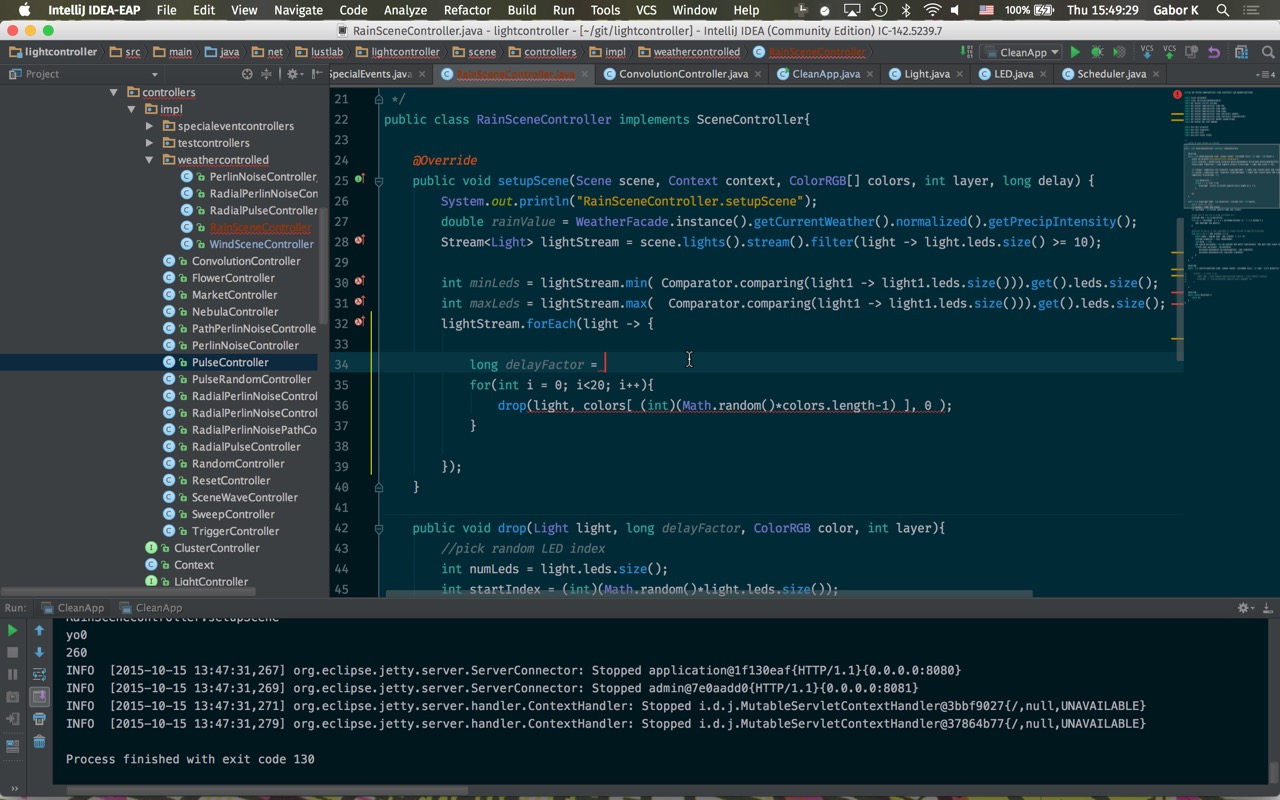 IntelliJ IDEA-EAP File Edit View Navigate Code Analyze Refactor Build Run Tools VCS Window Help 100% Thu 15:49:29 Gabor K
RainSceneController.java - lightcontroller - [~/git/lightcontroller] - IntelliJ IDEA (Community Edition) IC-142.5239.7
lightcontroller src main java net lustlab lightcontroller scene controllers impl weathercontrolled RainSceneController CleanApp VCS VCS
Project
SpecialEvents.java RainSceneController.java ConvolutionController.java CleanApp.java Light.java LED.java Scheduler.java
controllers
impl
specialeventcontrollers
testcontrollers
weathercontrolled
PerlinNoiseController
RadialPerlinNoiseCon
RadialPulseController
RainSceneController
WindSceneController
ConvolutionController
FlowerController
MarketController
NebulaController
PathPerlinNoiseControlle
PerlinNoiseController
PulseController
PulseRandomController
RadialPerlinNoiseControl
RadialPerlinNoiseControl
RadialPerlinNoisePathCo
RadialPulseController
RandomController
ResetController
SceneWaveController
SweepController
TriggerController
ClusterController
Context
LightController
21 */
22 public class RainSceneController implements SceneController{
23
24 @Override
25 public void setupScene(Scene scene, Context context, ColorRGB[] colors, int layer, long delay) {
26 System.out.println("RainSceneController.setupScene");
27 double rainValue = WeatherFacade.instance().getCurrentWeather().normalized().getPrecipIntensity();
28 Stream<Light> lightStream = scene.lights().stream().filter(light -> light.leds.size() >= 10);
29
30 int minLeds = lightStream.min( Comparator.comparing(light1 -> light1.leds.size())).get().leds.size();
31 int maxLeds = lightStream.max(  Comparator.comparing(light1 -> light1.leds.size())).get().leds.size();
32 lightStream.forEach(light -> {
33
34 long delayFactor =
35 for(int i = 0; i<20; i++){
36 drop(light, colors[ (int)(Math.random()*colors.length-1) ], 0 );
37 }
38
39 });
40 }
41
42 public void drop(Light light, long delayFactor, ColorRGB color, int layer){
43 //pick random LED index
44 int numLeds = light.leds.size();
45 int startIndex = (int)(Math.random()*light.leds.size());
Run: CleanApp CleanApp
RainSceneController.setupScene
yo0
260
INFO  [2015-10-15 13:47:31,267] org.eclipse.jetty.server.ServerConnector: Stopped application@1f130eaf{HTTP/1.1}{0.0.0.0:8080}
INFO  [2015-10-15 13:47:31,269] org.eclipse.jetty.server.ServerConnector: Stopped admin@7e0aadd0{HTTP/1.1}{0.0.0.0:8081}
INFO  [2015-10-15 13:47:31,271] org.eclipse.jetty.server.handler.ContextHandler: Stopped i.d.j.MutableServletContextHandler@3bbf9027{/,null,UNAVAILABLE}
INFO  [2015-10-15 13:47:31,279] org.eclipse.jetty.server.handler.ContextHandler: Stopped i.d.j.MutableServletContextHandler@37864b77{/,null,UNAVAILABLE}
Process finished with exit code 130